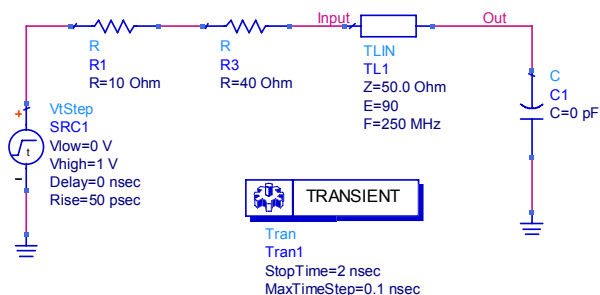 Input
Out
R
R1
R=10 Ohm
R
R3
R=40 Ohm
TLIN
TL1
Z=50.0 Ohm
E=90
F=250 MHz
C
C1
C=0 pF
+
VtStep
SRC1
Vlow=0 V
Vhigh=1 V
Delay=0 nsec
Rise=50 psec
t
–
TRANSIENT
Tran
Tran1
StopTime=2 nsec
MaxTimeStep=0.1 nsec